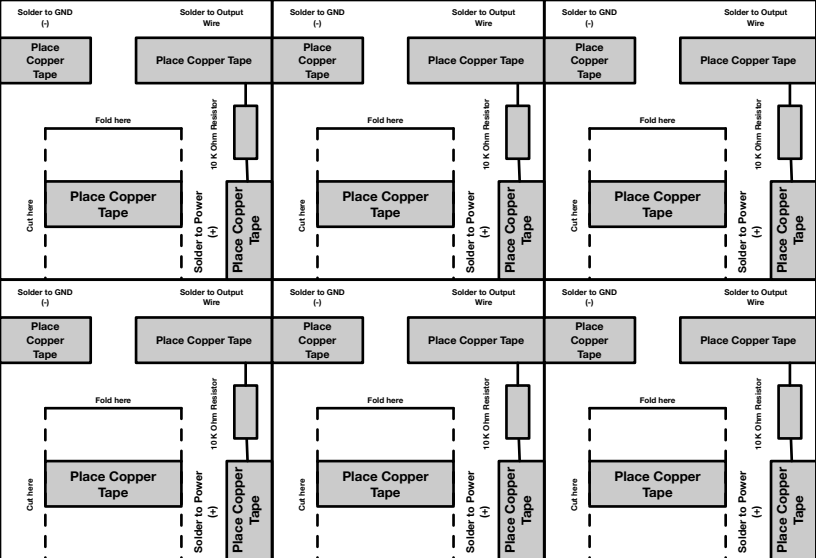 Solder to GND
(-)
Solder to Output
Wire
Place
Copper
Tape
Place Copper Tape
10 K Ohm Resistor
Fold here
Cut here
Place Copper
Tape
Solder to Power
(+)
Place Copper
Tape
Solder to GND
(-)
Solder to Output
Wire
Place
Copper
Tape
Place Copper Tape
10 K Ohm Resistor
Fold here
Cut here
Place Copper
Tape
Solder to Power
(+)
Place Copper
Tape
Solder to GND
(-)
Solder to Output
Wire
Place
Copper
Tape
Place Copper Tape
10 K Ohm Resistor
Fold here
Cut here
Place Copper
Tape
Solder to Power
(+)
Place Copper
Tape
Solder to GND
(-)
Solder to Output
Wire
Place
Copper
Tape
Place Copper Tape
10 K Ohm Resistor
Fold here
Cut here
Place Copper
Tape
Solder to Power
(+)
Place Copper
Tape
Solder to GND
(-)
Solder to Output
Wire
Place
Copper
Tape
Place Copper Tape
10 K Ohm Resistor
Fold here
Cut here
Place Copper
Tape
Solder to Power
(+)
Place Copper
Tape
Solder to GND
(-)
Solder to Output
Wire
Place
Copper
Tape
Place Copper Tape
10 K Ohm Resistor
Fold here
Cut here
Place Copper
Tape
Solder to Power
(+)
Place Copper
Tape